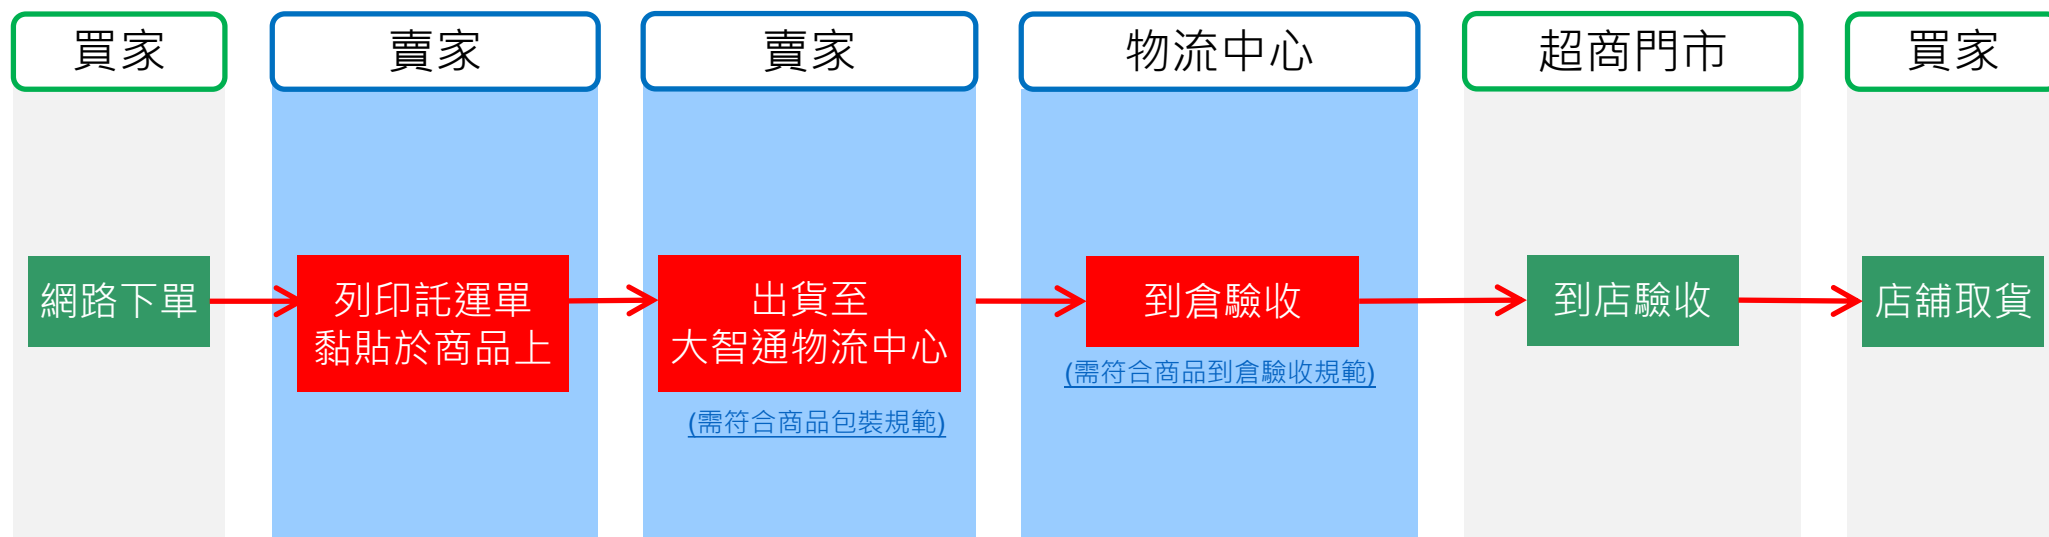 買家
賣家
賣家
物流中心
超商門市
買家
網路下單
列印託運單
黏貼於商品上
出貨至
大智通物流中心
(需符合商品包裝規範)
到倉驗收
(需符合商品到倉驗收規範)
到店驗收
店舖取貨